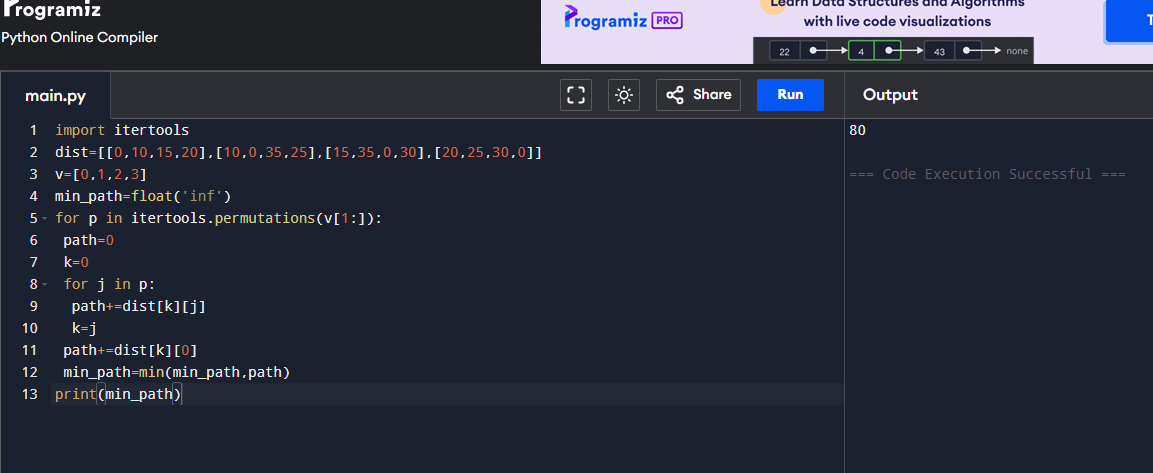 Programiz
Python Online Compiler
Learn Data Structures and Algorithms
with live code visualizations
Programiz PRO
22 4 43 none
main.py
Share
Run
Output
1 import itertools
2 dist=[[0,10,15,20],[10,0,35,25],[15,35,0,30],[20,25,30,0]]
3 v=[0,1,2,3]
4 min_path=float('inf')
5 for p in itertools.permutations(v[1:]):
6 path=0
7 k=0
8 for j in p:
9 path+=dist[k][j]
10 k=j
11 path+=dist[k][0]
12 min_path=min(min_path,path)
13 print(min_path)
80
=== Code Execution Successful ===